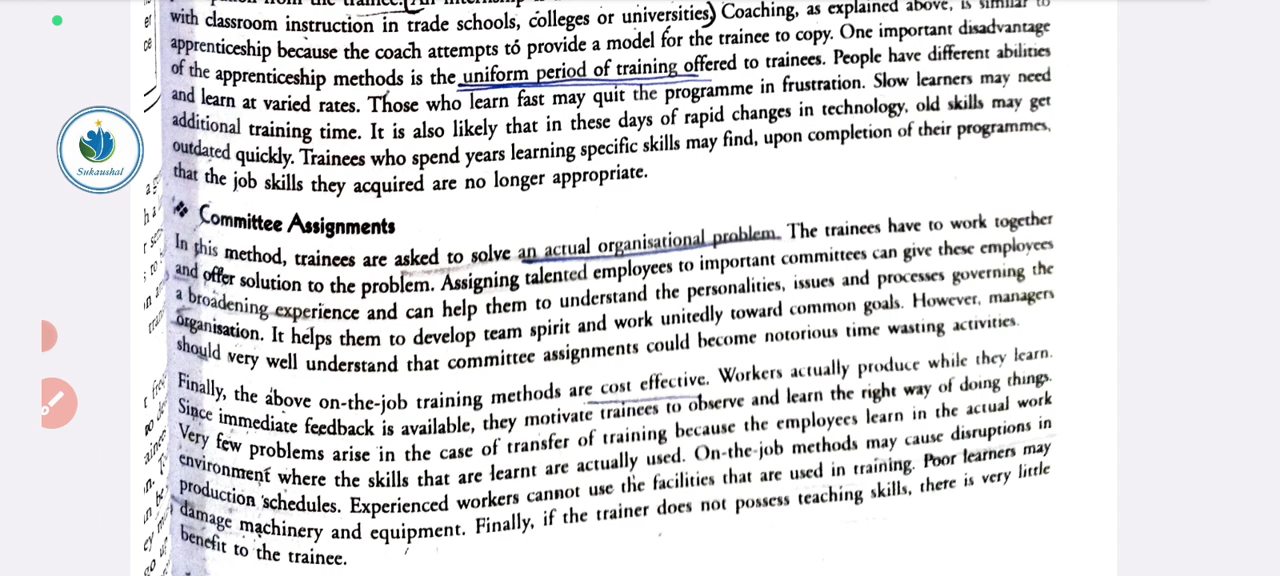 with classroom instruction in trade schools, colleges or universities) Coaching, as explained above, is similar to
apprenticeship because the coach attempts to provide a model for the trainee to copy. One important disadvantage
of the apprenticeship methods is the uniform period of training offered to trainees. People have different abilities
and learn at varied rates. Those who learn fast may quit the programme in frustration. Slow learners may need
additional training time. It is also likely that in these days of rapid changes in technology, old skills may get
outdated quickly. Trainees who spend years learning specific skills may find, upon completion of their programmes,
that the job skills they acquired are no longer appropriate.
Sukaushal
Committee Assignments
In this method, trainees are asked to solve an actual organisational problem. The trainees have to work together
and offer solution to the problem. Assigning talented employees to important committees can give these employees
a broadening experience and can help them to understand the personalities, issues and processes governing the
organisation. It helps them to develop team spirit and work unitedly toward common goals. However, managers
should very well understand that committee assignments could become notorious time wasting activities.
Finally, the above on-the-job training methods are cost effective. Workers actually produce while they learn.
Since immediate feedback is available, they motivate trainees to observe and learn the right way of doing things.
Very few problems arise in the case of transfer of training because the employees learn in the actual work
environment where the skills that are learnt are actually used. On-the-job methods may cause disruptions in
production schedules. Experienced workers cannot use the facilities that are used in training. Poor learners may
damage machinery and equipment. Finally, if the trainer does not possess teaching skills, there is very little
benefit to the trainee.